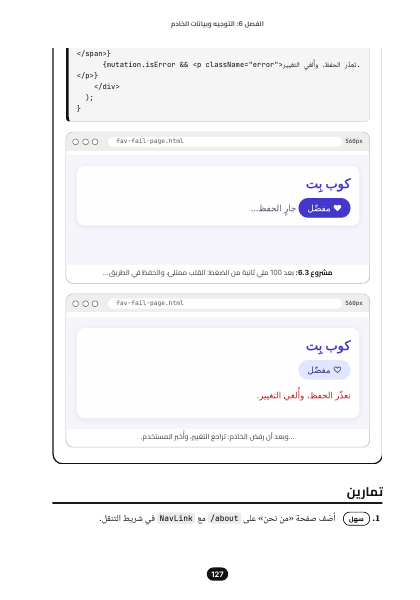 الفصل 6: التوجيه وبيانات الخادم
</span>}
{mutation.isError && <p className="error">تعذّر الحفظ، وأُلغي التغيير.
</p>}
</div>
);
}
fav-fail-page.html 560px
كوب بِت
♥ مفضّل جارٍ الحفظ...
مشروع 6.3: بعد 100 ملي ثانية من الضغط: القلب ممتلئ، والحفظ في الطريق...
fav-fail-page.html 560px
كوب بِت
♡ مفضّل
تعذّر الحفظ، وأُلغي التغيير.
...وبعد أن رفض الخادم: تراجع التغيير، وأُخبر المستخدم.
تمارين
1. سهل أضف صفحة «من نحن» على /about مع NavLink في شريط التنقل.
127